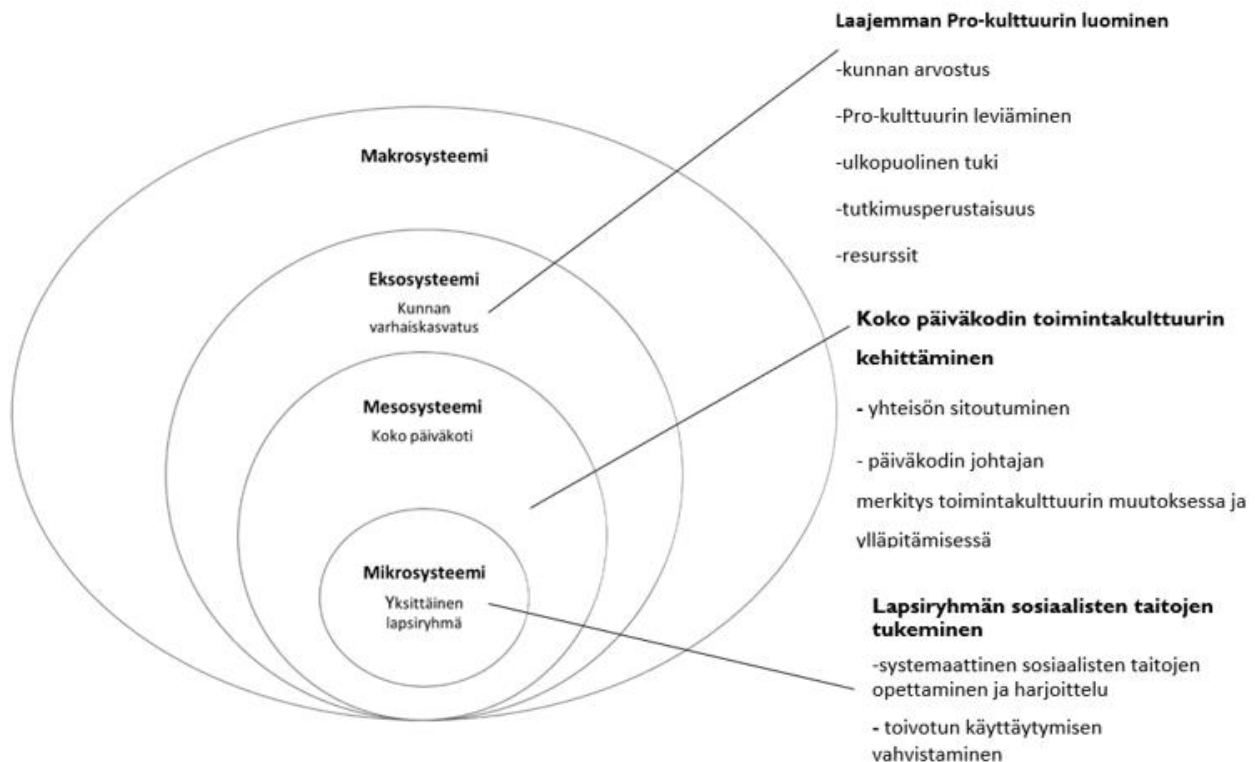 Laajemman Pro-kulttuurin luominen
-kunnan arvostus
-Pro-kulttuurin leviäminen
-ulkopuolinen tuki
-tutkimusperustaisuus
-resurssit
Makrosysteemi
Eksosysteemi
Kunnan
varhaiskasvatus
Koko päiväkodin toimintakulttuurin
kehittäminen
- yhteisön sitoutuminen
- päiväkodin johtajan
merkitys toimintakulttuurin muutoksessa ja
ylläpitämisessä
Mesosysteemi
Koko päiväkoti
Mikrosysteemi
Yksittäinen
lapsiryhmä
Lapsiryhmän sosiaalisten taitojen
tukeminen
-systemaattinen sosiaalisten taitojen
opettaminen ja harjoittelu
- toivotun käyttäytymisen
vahvistaminen